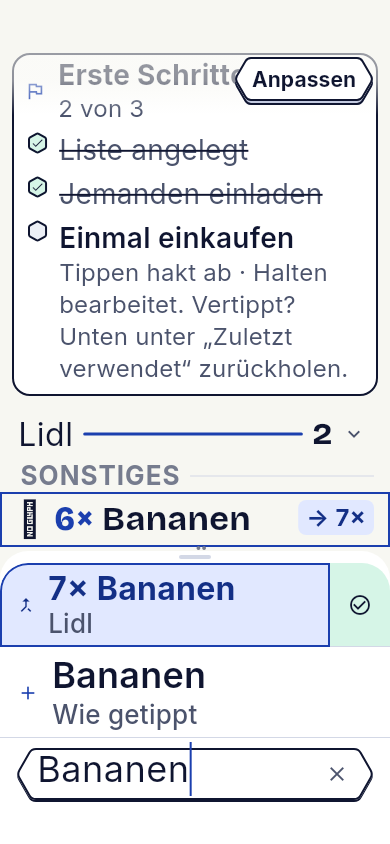 Erste Schritte
Anpassen
2 von 3
Liste angelegt
Jemanden einladen
Einmal einkaufen
Tippen hakt ab · Halten
bearbeitet. Vertippt?
Unten unter „Zuletzt
verwendet“ zurückholen.
Lidl 2
SONSTIGES
6× Bananen → 7×
7× Bananen
Lidl
Bananen
Wie getippt
Bananen